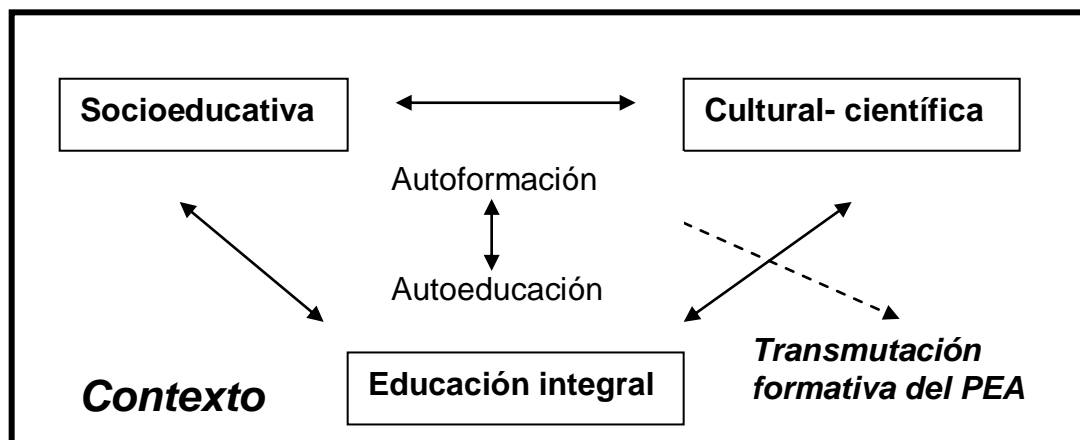 Socioeducativa
Cultural- científica
Autoformación
Autoeducación
Educación integral
Transmutación
formativa del PEA
Contexto